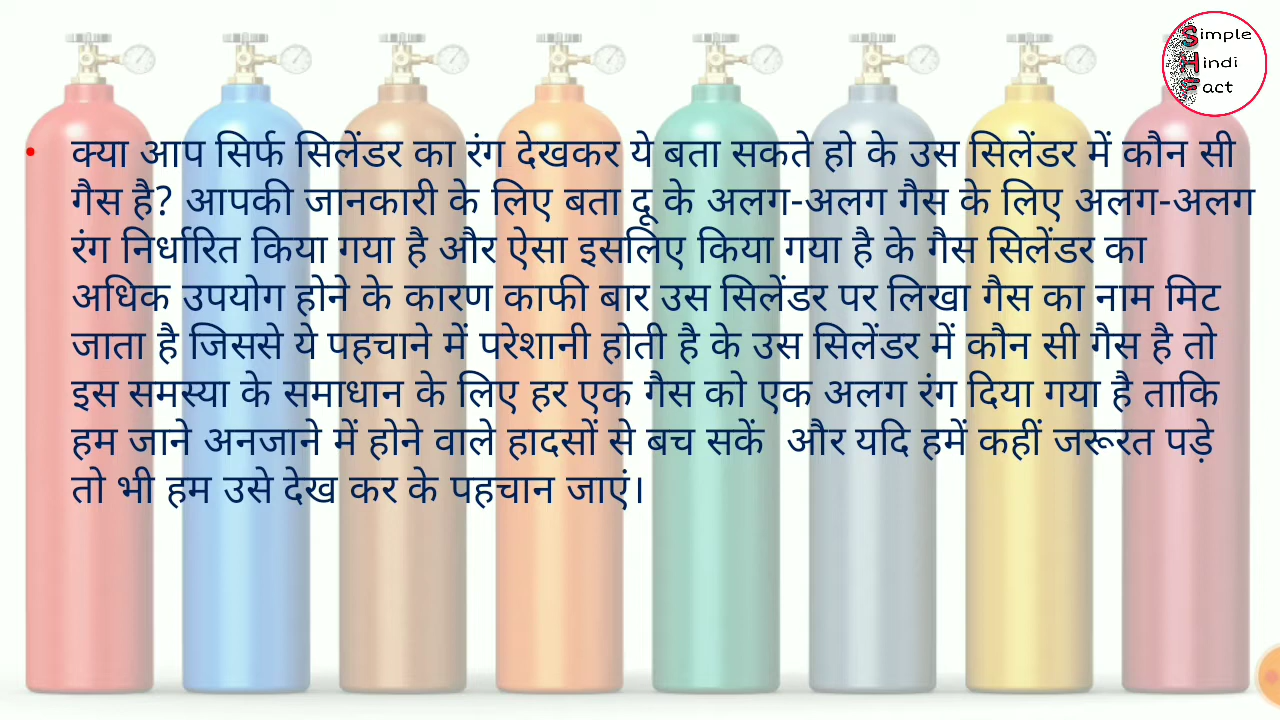 Simple
Hindi
Fact
क्या आप सिर्फ सिलेंडर का रंग देखकर ये बता सकते हो के उस सिलेंडर में कौन सी
गैस है? आपकी जानकारी के लिए बता दू के अलग-अलग गैस के लिए अलग-अलग
रंग निर्धारित किया गया है और ऐसा इसलिए किया गया है के गैस सिलेंडर का
अधिक उपयोग होने के कारण काफी बार उस सिलेंडर पर लिखा गैस का नाम मिट
जाता है जिससे ये पहचाने में परेशानी होती है के उस सिलेंडर में कौन सी गैस है तो
इस समस्या के समाधान के लिए हर एक गैस को एक अलग रंग दिया गया है ताकि
हम जाने अनजाने में होने वाले हादसों से बच सकें और यदि हमें कहीं जरूरत पड़े
तो भी हम उसे देख कर के पहचान जाएं।